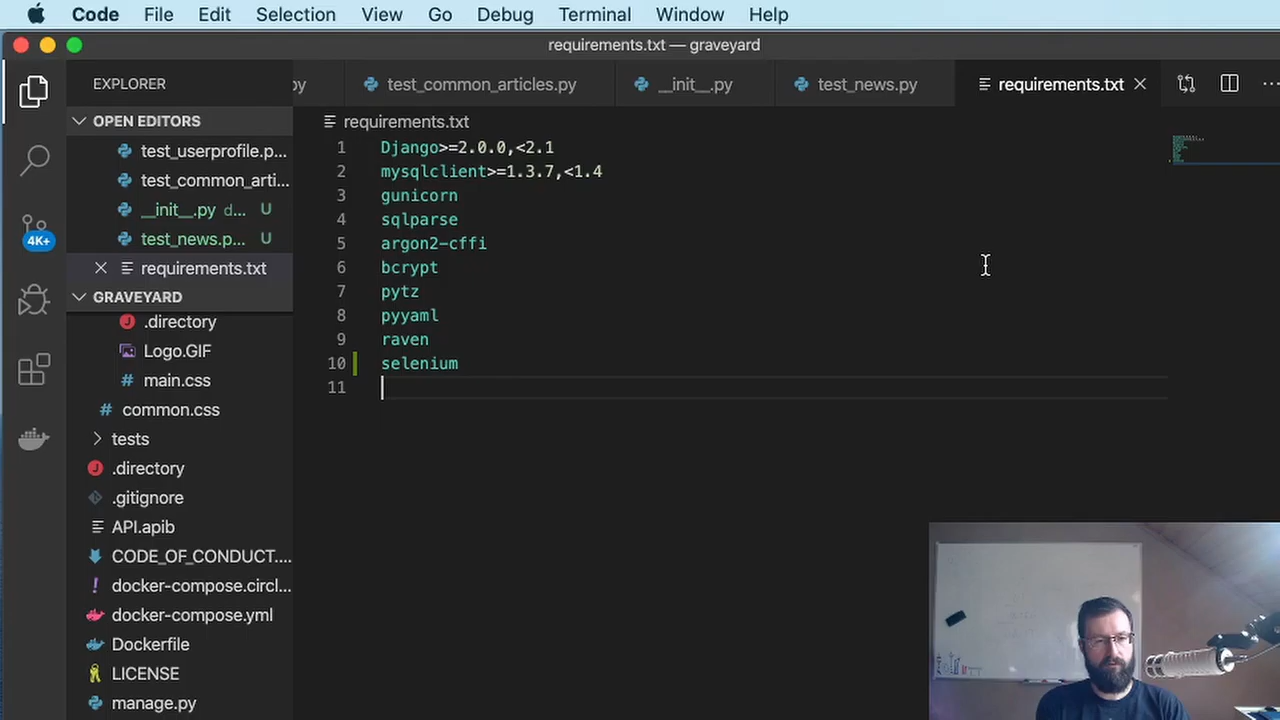 Code File Edit Selection View Go Debug Terminal Window Help
requirements.txt — graveyard
EXPLORER
py test_common_articles.py __init__.py test_news.py requirements.txt
OPEN EDITORS
test_userprofile.p...
test_common_arti...
__init__.py d... U
test_news.p... U
requirements.txt
4K+
GRAVEYARD
.directory
Logo.GIF
main.css
common.css
tests
.directory
.gitignore
API.apib
CODE_OF_CONDUCT....
docker-compose.circl...
docker-compose.yml
Dockerfile
LICENSE
manage.py
requirements.txt
1 Django>=2.0.0,<2.1
2 mysqlclient>=1.3.7,<1.4
3 gunicorn
4 sqlparse
5 argon2-cffi
6 bcrypt
7 pytz
8 pyyaml
9 raven
10 selenium
11